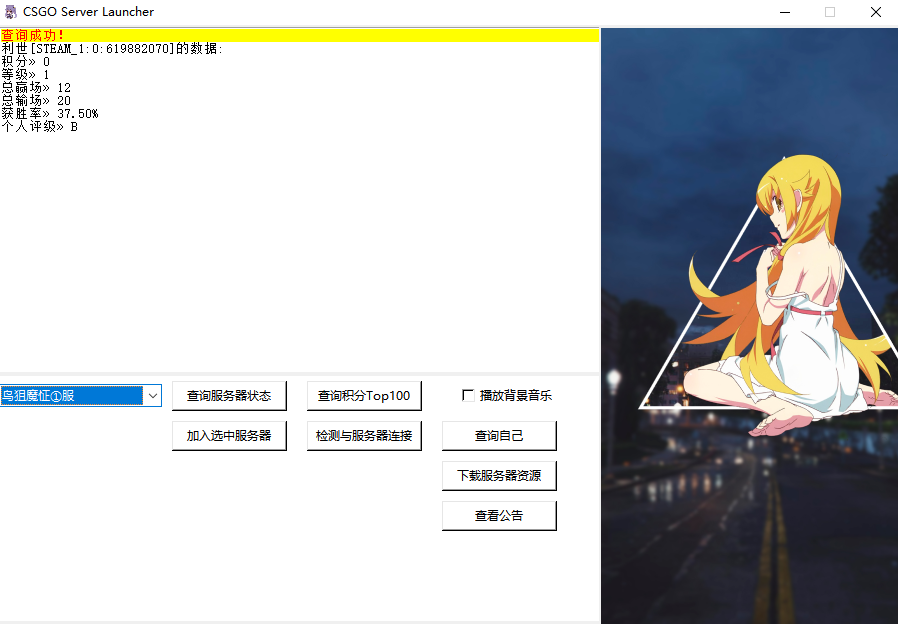 CSGO Server Launcher
查询成功!
利世[STEAM_1:0:619882070]的数据:
积分» 0
等级» 1
总赢场» 12
总输场» 20
获胜率» 37.50%
个人评级» B
鸟狙魔怔①服
查询服务器状态
查询积分Top100
播放背景音乐
加入选中服务器
检测与服务器连接
查询自己
下载服务器资源
查看公告